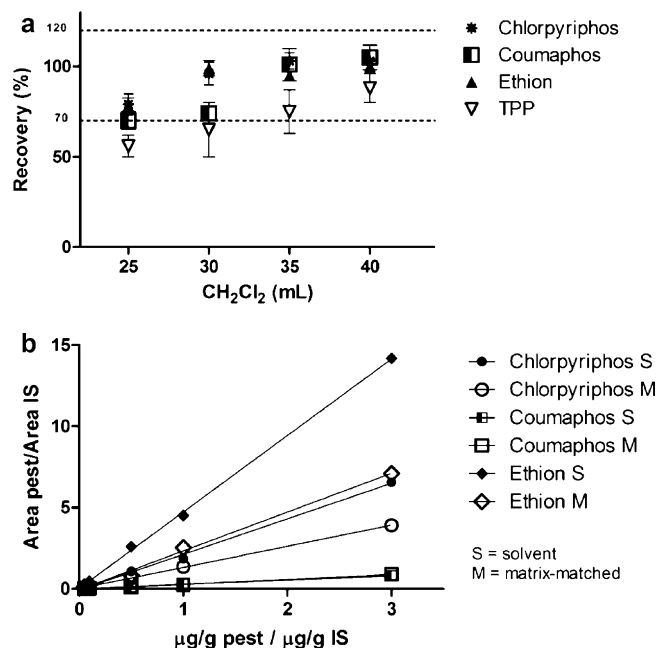 a
120
100
70
50
0
Recovery (%)
25 30 35 40
CH₂Cl₂ (mL)
Chlorpyriphos
Coumaphos
Ethion
TPP
b
15
10
5
0
Area pest/Area IS
0 1 2 3
µg/g pest / µg/g IS
Chlorpyriphos S
Chlorpyriphos M
Coumaphos S
Coumaphos M
Ethion S
Ethion M
S = solvent
M = matrix-matched